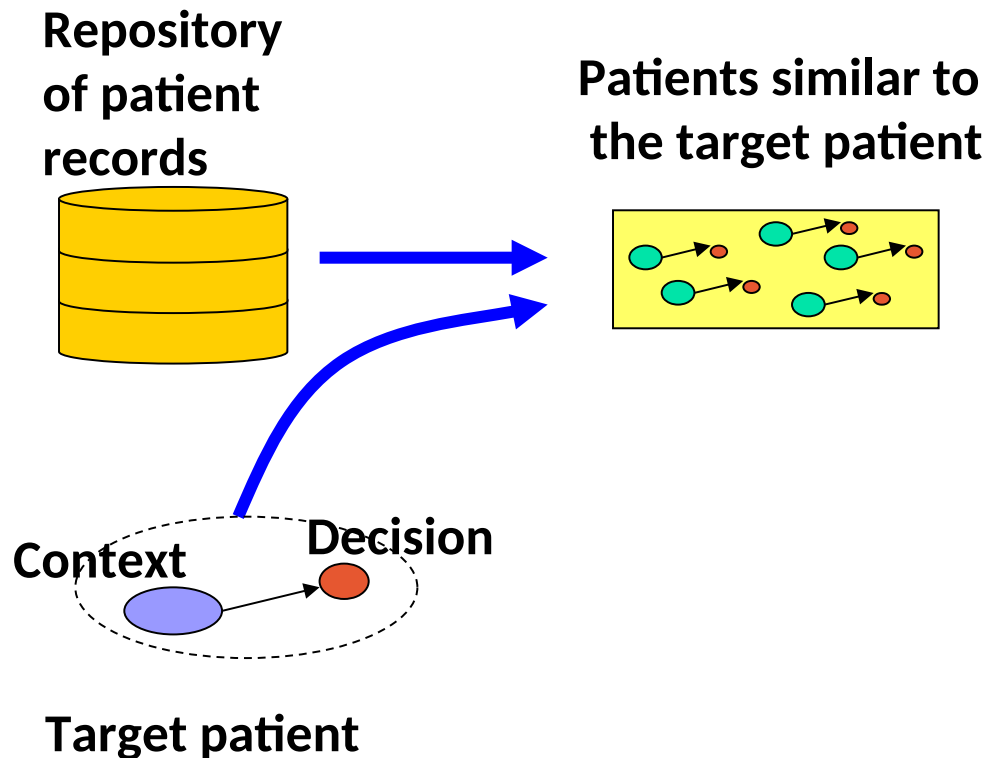 Repository
of patient
records
Patients similar to
the target patient
Context
Decision
Target patient